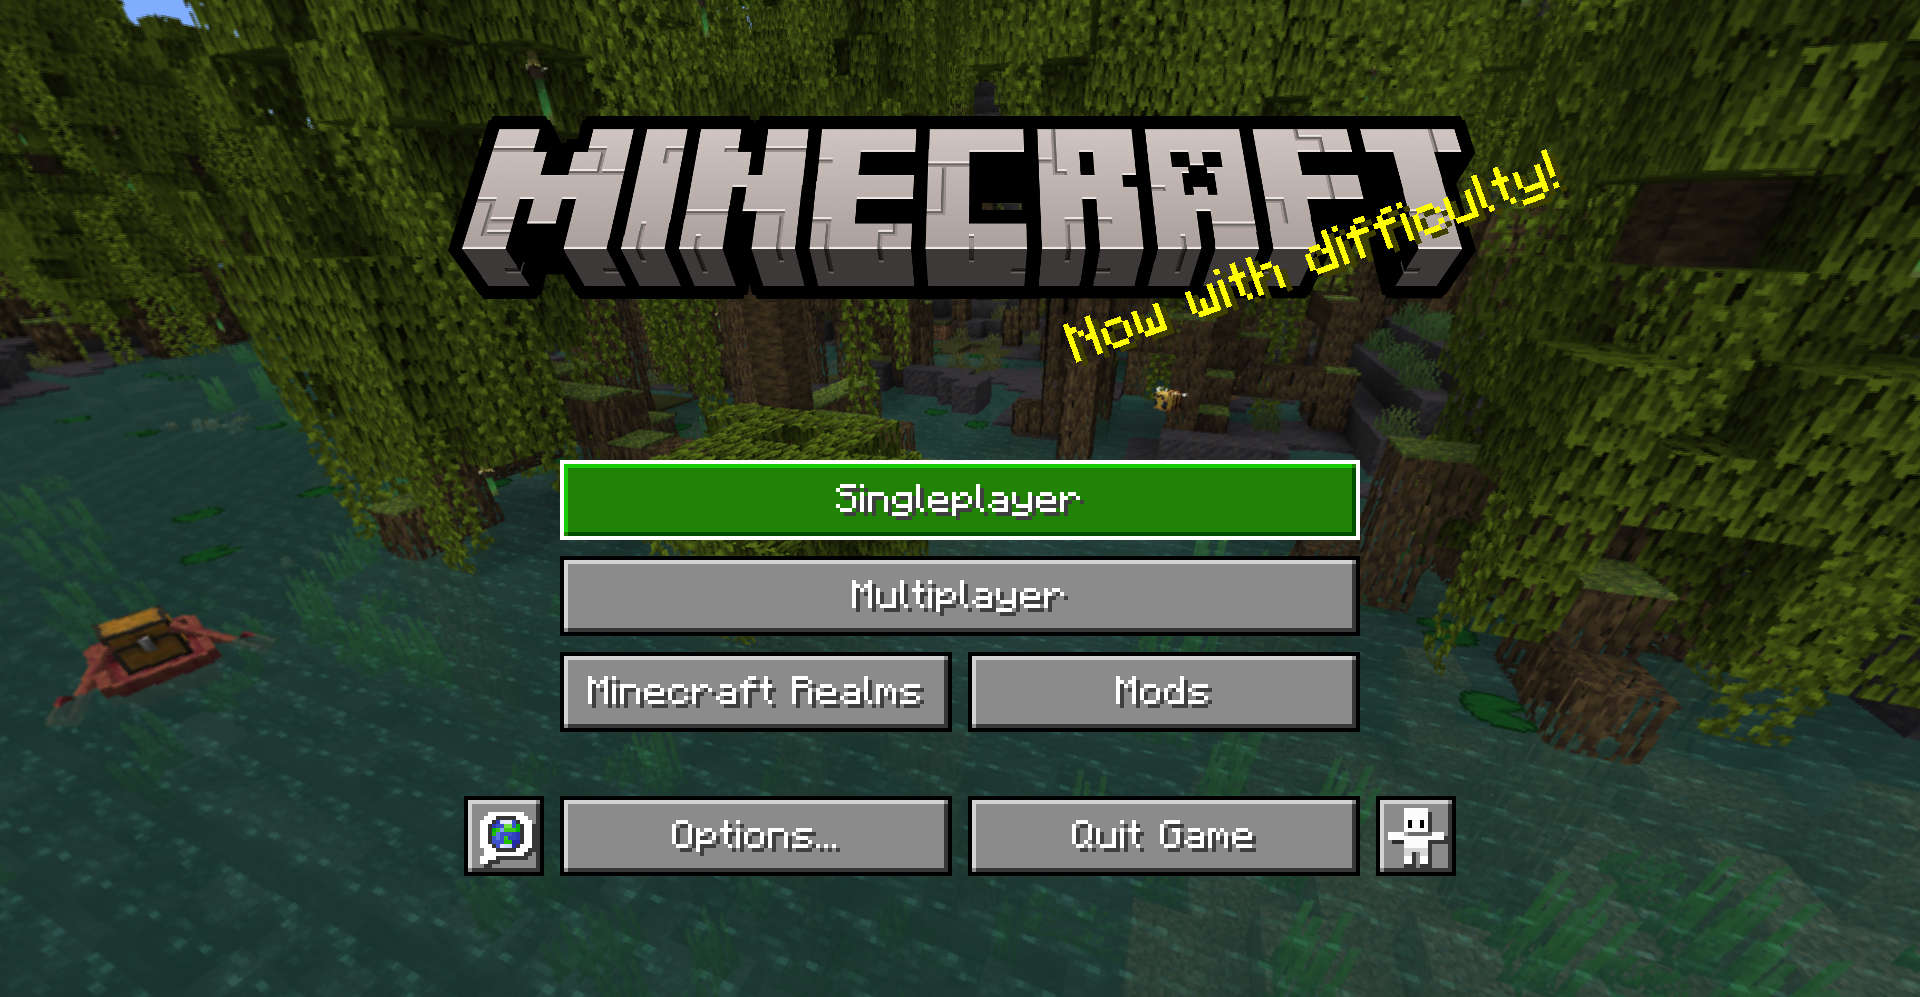 MINECRAFT
Now with difficulty!
Singleplayer
Multiplayer
Minecraft Realms
Mods
Options...
Quit Game